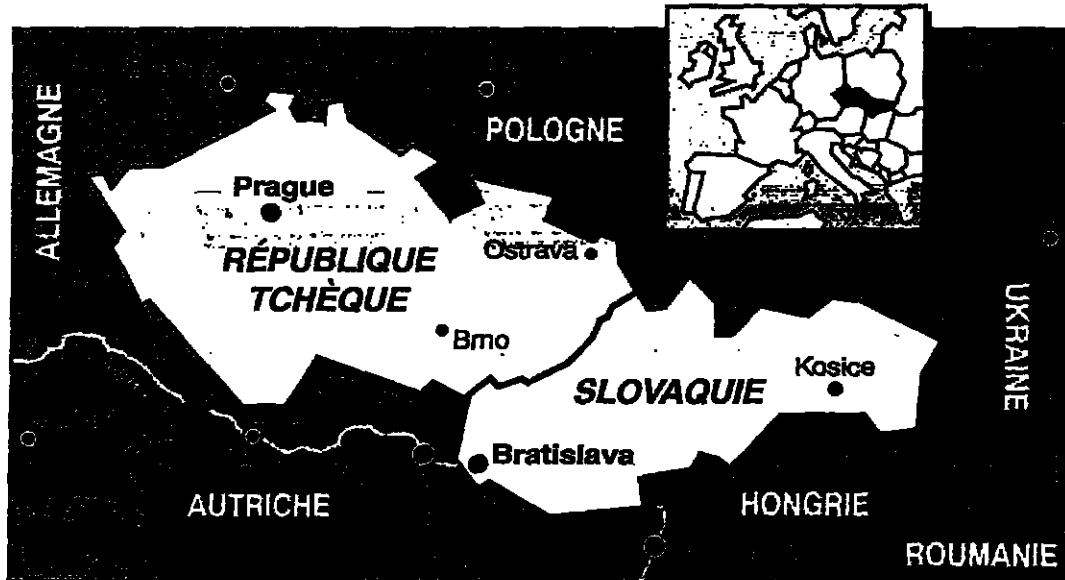 ALLEMAGNE
POLOGNE
Prague
RÉPUBLIQUE
TCHÈQUE
Ostrava
Brno
UKRAINE
SLOVAQUIE
Kosice
Bratislava
AUTRICHE
HONGRIE
ROUMANIE